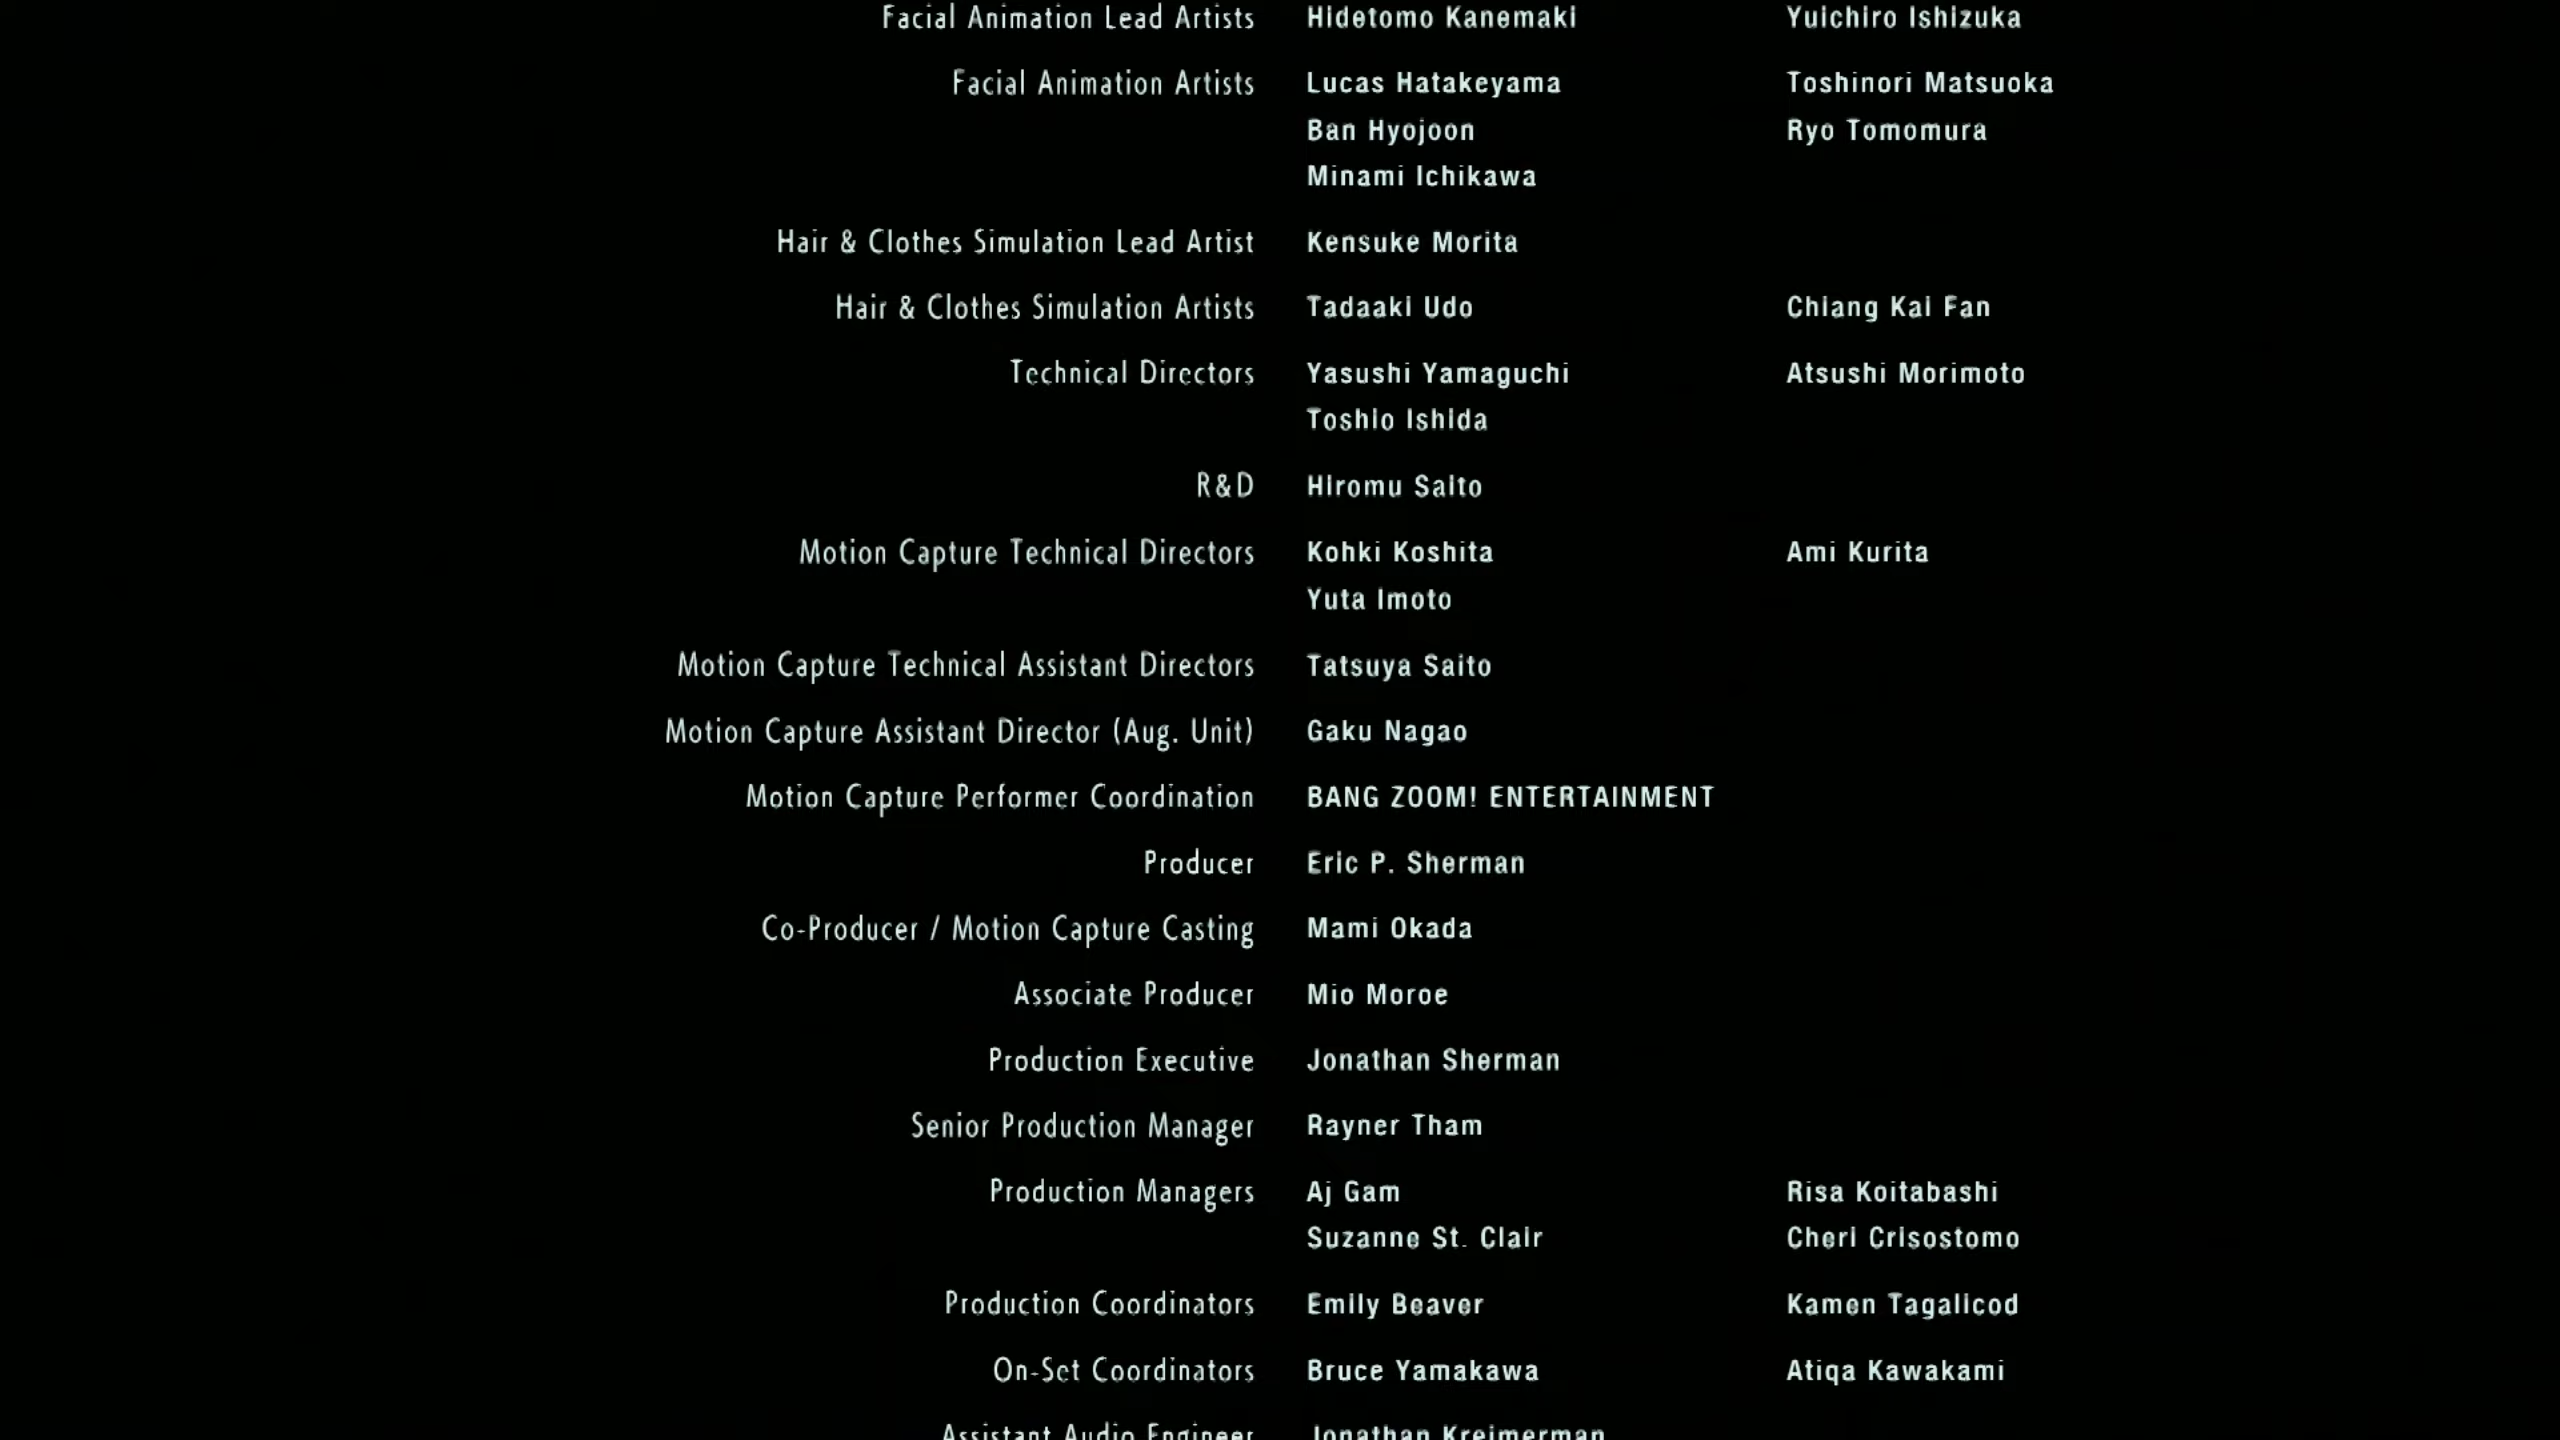 Facial Animation Lead Artists Hidetomo Kanemaki Yuichiro Ishizuka
Facial Animation Artists Lucas Hatakeyama Toshinori Matsuoka
Ban Hyojoon Ryo Tomomura
Minami Ichikawa
Hair & Clothes Simulation Lead Artist Kensuke Morita
Hair & Clothes Simulation Artists Tadaaki Udo Chiang Kai Fan
Technical Directors Yasushi Yamaguchi Atsushi Morimoto
Toshio Ishida
R&D Hiromu Saito
Motion Capture Technical Directors Kohki Koshita Ami Kurita
Yuta Imoto
Motion Capture Technical Assistant Directors Tatsuya Saito
Motion Capture Assistant Director (Aug. Unit) Gaku Nagao
Motion Capture Performer Coordination BANG ZOOM! ENTERTAINMENT
Producer Eric P. Sherman
Co-Producer / Motion Capture Casting Mami Okada
Associate Producer Mio Moroe
Production Executive Jonathan Sherman
Senior Production Manager Rayner Tham
Production Managers Aj Gam Risa Koitabashi
Suzanne St. Clair Cheri Crisostomo
Production Coordinators Emily Beaver Kamen Tagalicod
On-Set Coordinators Bruce Yamakawa Atiqa Kawakami
Assistant Audio Engineer Jonathan Kreimerman